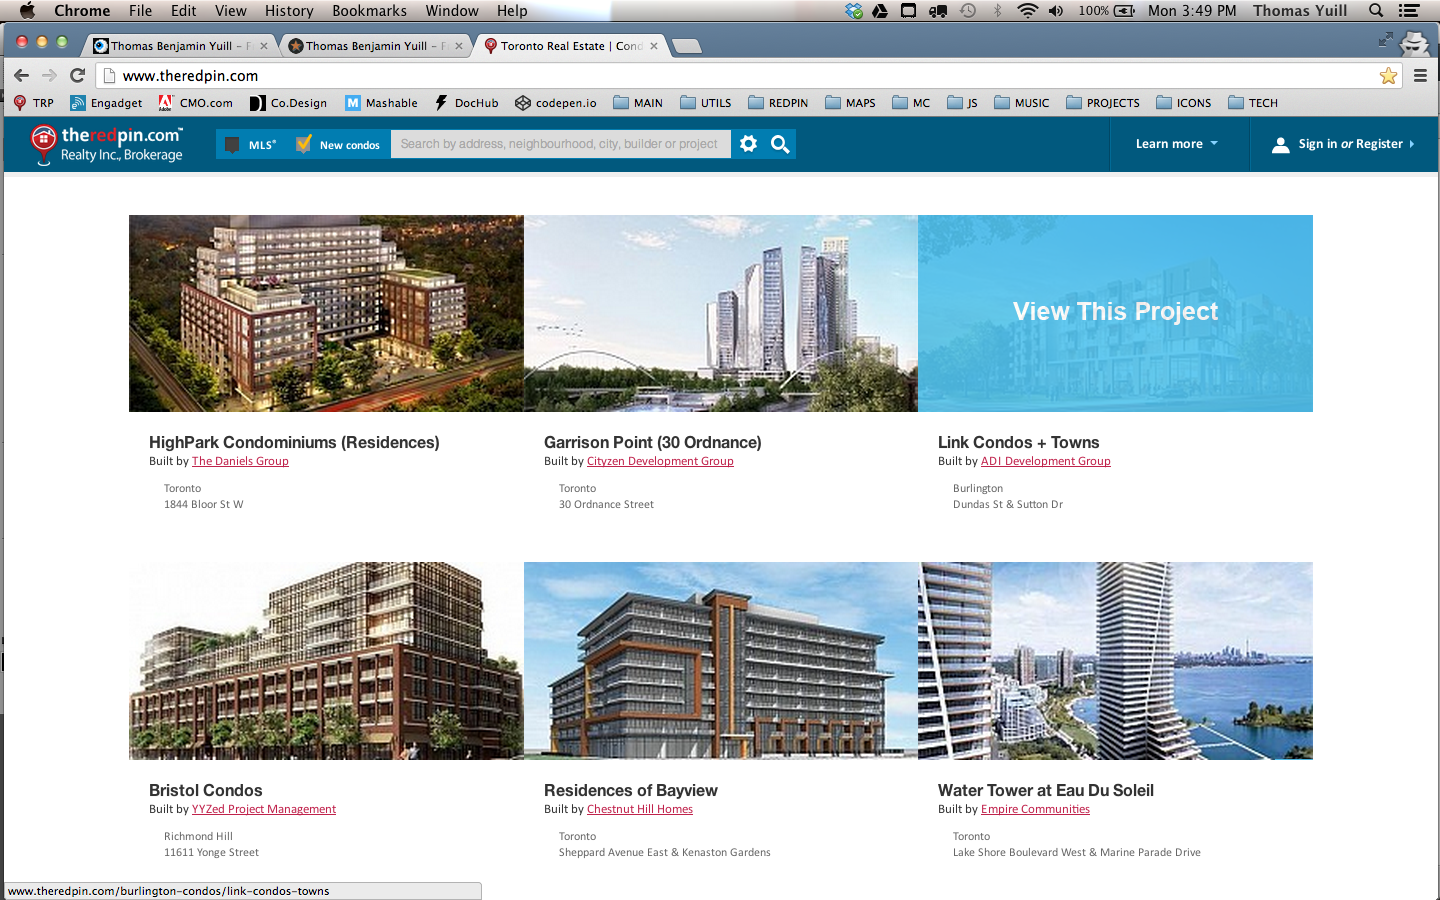 Chrome File Edit View History Bookmarks Window Help 100% Mon 3:49 PM Thomas Yuill
Thomas Benjamin Yuill – F Thomas Benjamin Yuill – F Toronto Real Estate | Cond
www.theredpin.com
TRP Engadget CMO.com Co.Design Mashable DocHub codepen.io MAIN UTILS REDPIN MAPS MC JS MUSIC PROJECTS ICONS TECH
theredpin.com™
Realty Inc., Brokerage
MLS® New condos Search by address, neighbourhood, city, builder or project Learn more Sign in or Register
View This Project
HighPark Condominiums (Residences)
Built by The Daniels Group
Toronto
1844 Bloor St W
Garrison Point (30 Ordnance)
Built by Cityzen Development Group
Toronto
30 Ordnance Street
Link Condos + Towns
Built by ADI Development Group
Burlington
Dundas St & Sutton Dr
Bristol Condos
Built by YYZed Project Management
Richmond Hill
11611 Yonge Street
Residences of Bayview
Built by Chestnut Hill Homes
Toronto
Sheppard Avenue East & Kenaston Gardens
Water Tower at Eau Du Soleil
Built by Empire Communities
Toronto
Lake Shore Boulevard West & Marine Parade Drive
www.theredpin.com/burlington-condos/link-condos-towns